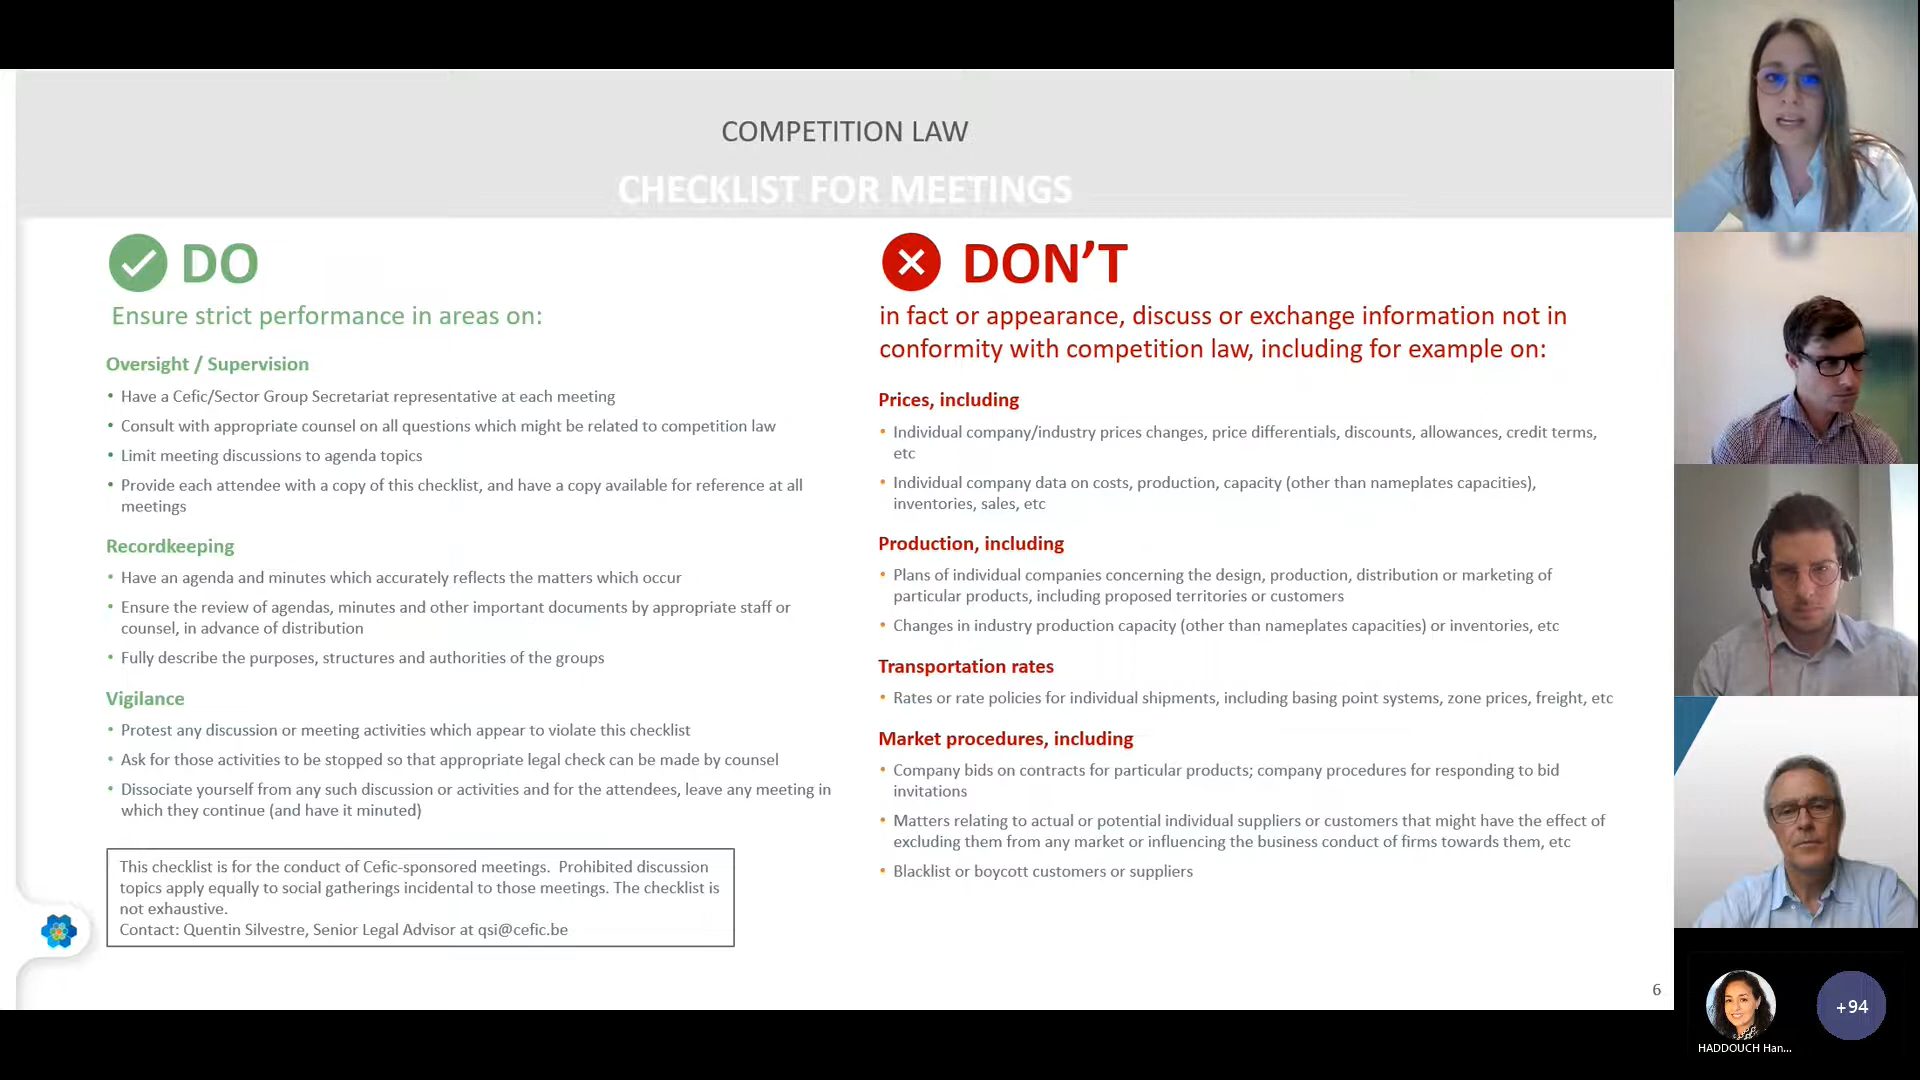 COMPETITION LAW
CHECKLIST FOR MEETINGS
DO
Ensure strict performance in areas on:
Oversight / Supervision
• Have a Cefic/Sector Group Secretariat representative at each meeting
• Consult with appropriate counsel on all questions which might be related to competition law
• Limit meeting discussions to agenda topics
• Provide each attendee with a copy of this checklist, and have a copy available for reference at all
meetings
Recordkeeping
• Have an agenda and minutes which accurately reflects the matters which occur
• Ensure the review of agendas, minutes and other important documents by appropriate staff or
counsel, in advance of distribution
• Fully describe the purposes, structures and authorities of the groups
Vigilance
• Protest any discussion or meeting activities which appear to violate this checklist
• Ask for those activities to be stopped so that appropriate legal check can be made by counsel
• Dissociate yourself from any such discussion or activities and for the attendees, leave any meeting in
which they continue (and have it minuted)
This checklist is for the conduct of Cefic-sponsored meetings. Prohibited discussion
topics apply equally to social gatherings incidental to those meetings. The checklist is
not exhaustive.
Contact: Quentin Silvestre, Senior Legal Advisor at qsi@cefic.be
DON'T
in fact or appearance, discuss or exchange information not in
conformity with competition law, including for example on:
Prices, including
• Individual company/industry prices changes, price differentials, discounts, allowances, credit terms,
etc
• Individual company data on costs, production, capacity (other than nameplates capacities),
inventories, sales, etc
Production, including
• Plans of individual companies concerning the design, production, distribution or marketing of
particular products, including proposed territories or customers
• Changes in industry production capacity (other than nameplates capacities) or inventories, etc
Transportation rates
• Rates or rate policies for individual shipments, including basing point systems, zone prices, freight, etc
Market procedures, including
• Company bids on contracts for particular products; company procedures for responding to bid
invitations
• Matters relating to actual or potential individual suppliers or customers that might have the effect of
excluding them from any market or influencing the business conduct of firms towards them, etc
• Blacklist or boycott customers or suppliers
6
HADDOUCH Han...
+94